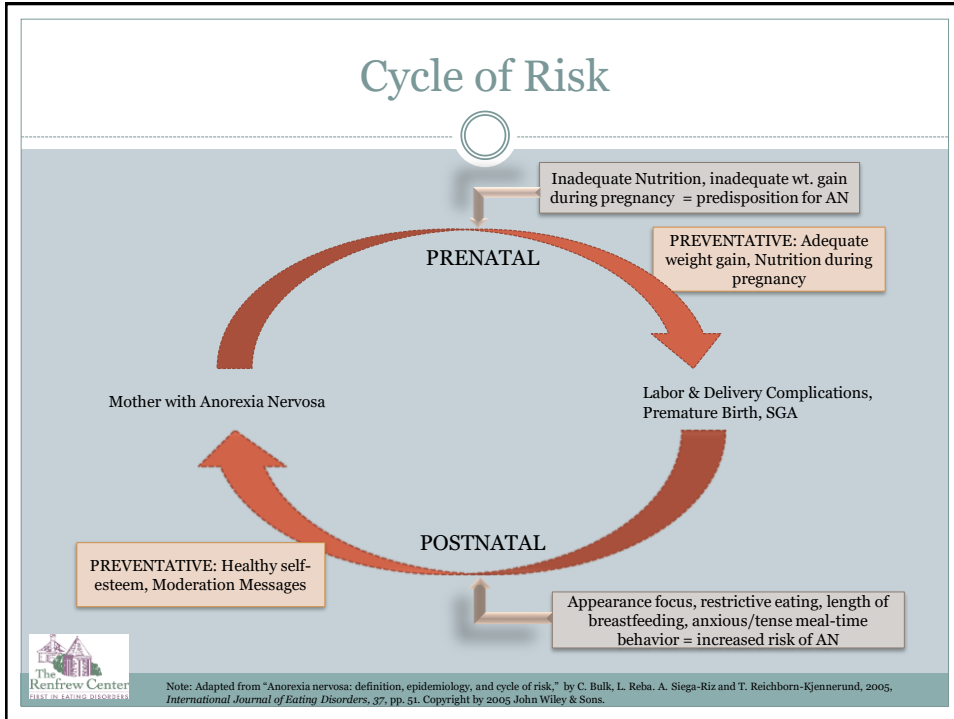 Cycle of Risk
Inadequate Nutrition, inadequate wt. gain
during pregnancy = predisposition for AN
PRENATAL
PREVENTATIVE: Adequate
weight gain, Nutrition during
pregnancy
Mother with Anorexia Nervosa
Labor & Delivery Complications,
Premature Birth, SGA
POSTNATAL
PREVENTATIVE: Healthy self-
esteem, Moderation Messages
Appearance focus, restrictive eating, length of
breastfeeding, anxious/tense meal-time
behavior = increased risk of AN
The
Renfrew Center
FIRST IN EATING DISORDERS
Note: Adapted from “Anorexia nervosa: definition, epidemiology, and cycle of risk,” by C. Bulk, L. Reba. A. Siega-Riz and T. Reichborn-Kjennerund, 2005,
International Journal of Eating Disorders, 37, pp. 51. Copyright by 2005 John Wiley & Sons.